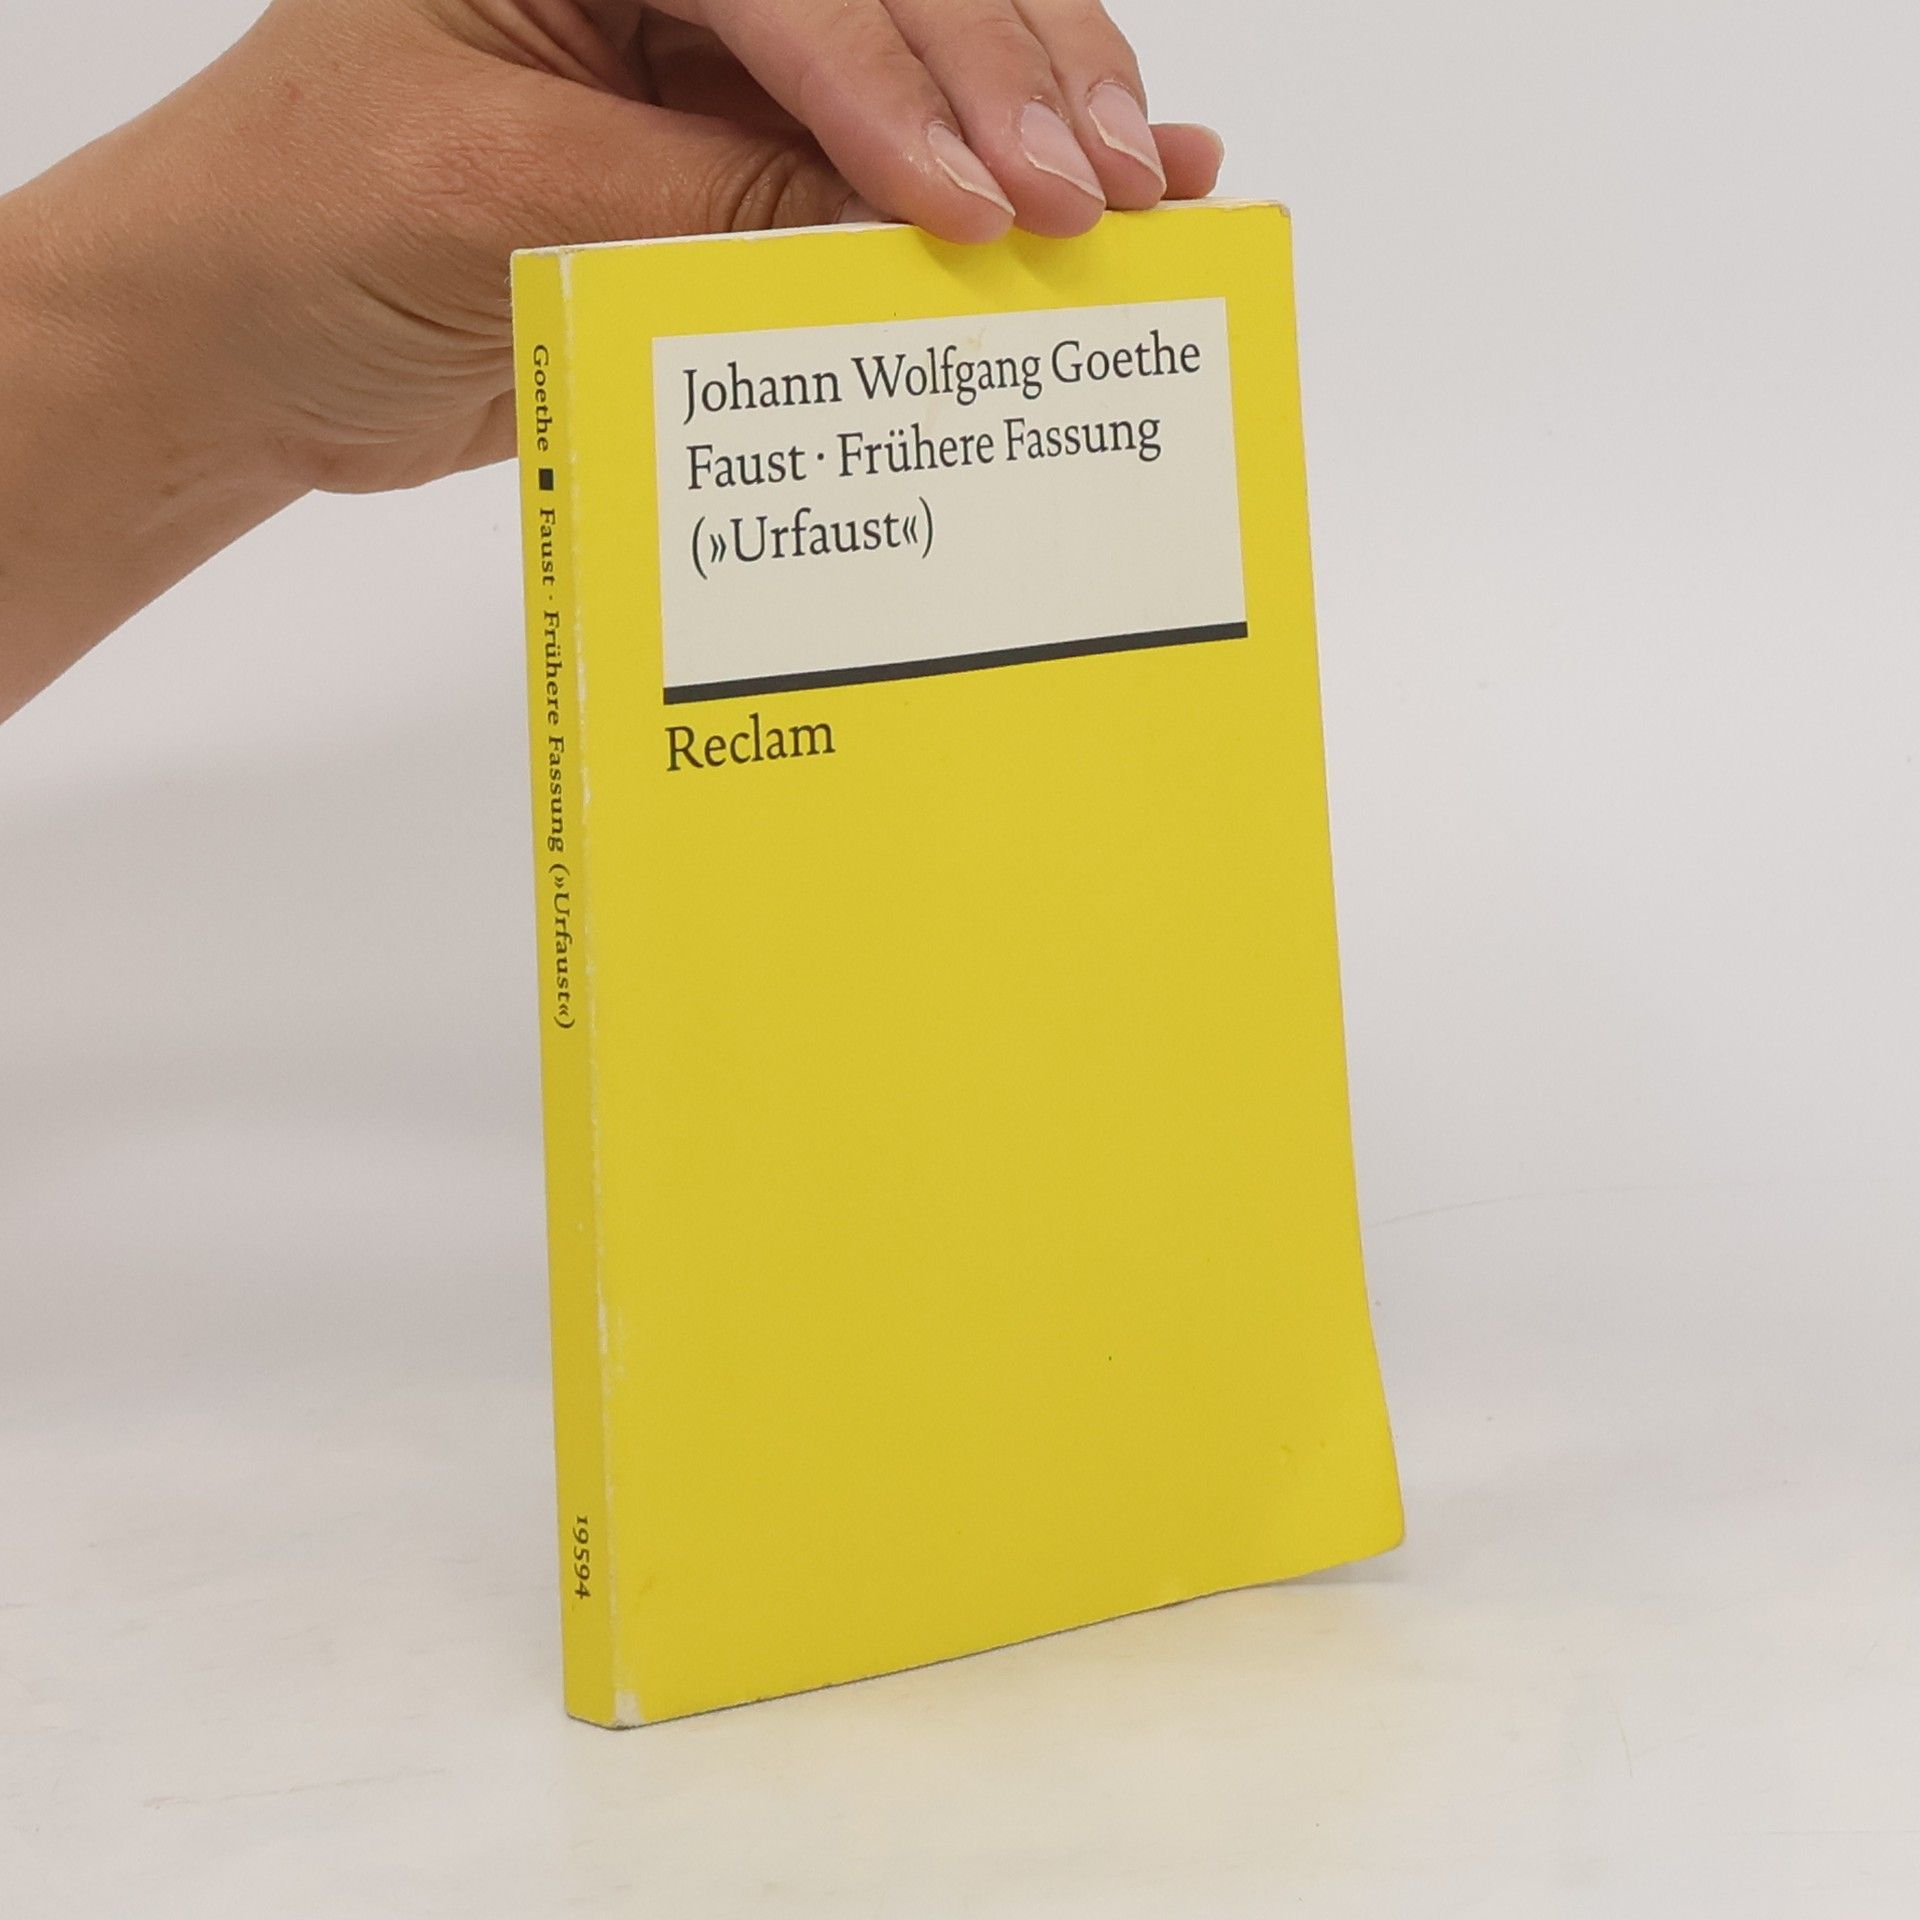 Johann Wolfgang Goethe
Faust · Frühere Fassung
(»Urfaust«)
Reclam
Goethe ■ Faust · Frühere Fassung (»Urfaust«)
19594